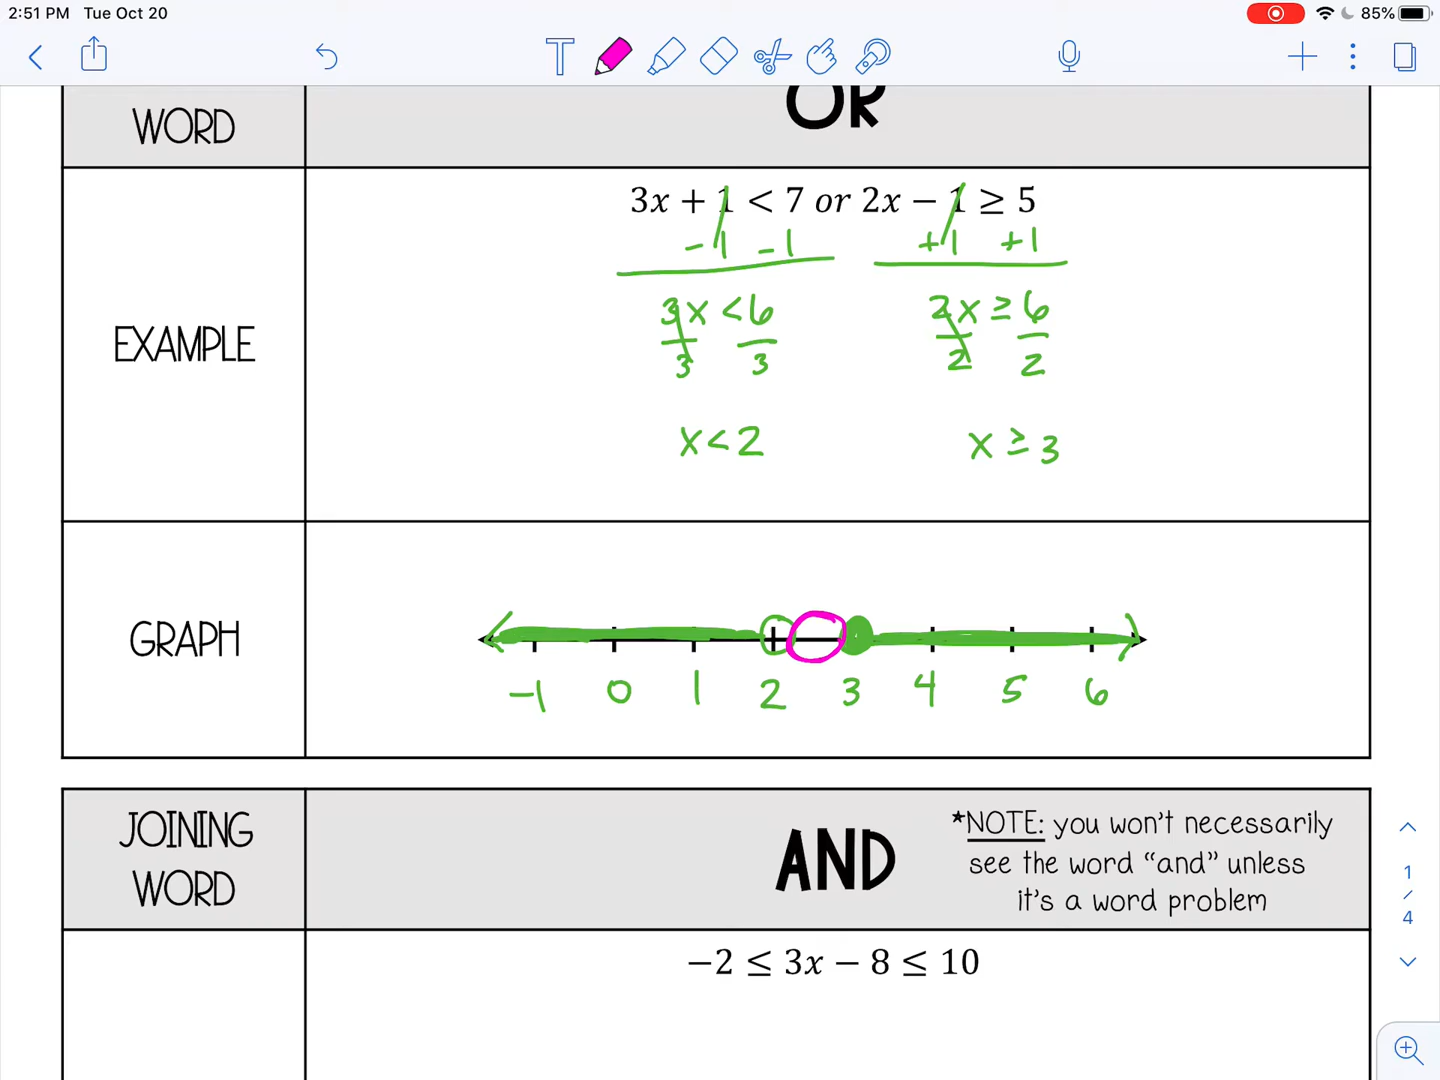 2:51 PM Tue Oct 20 85%
T
OR
WORD
3x + 1 < 7 or 2x − 1 ≥ 5
−1 −1 +1 +1
EXAMPLE
3x < 6 2x ≥ 6
3 3 2 2
x < 2 x ≥ 3
GRAPH
−1 0 1 2 3 4 5 6
JOINING
WORD
AND
*NOTE: you won't necessarily
see the word "and" unless
it's a word problem
1
/
4
−2 ≤ 3x − 8 ≤ 10